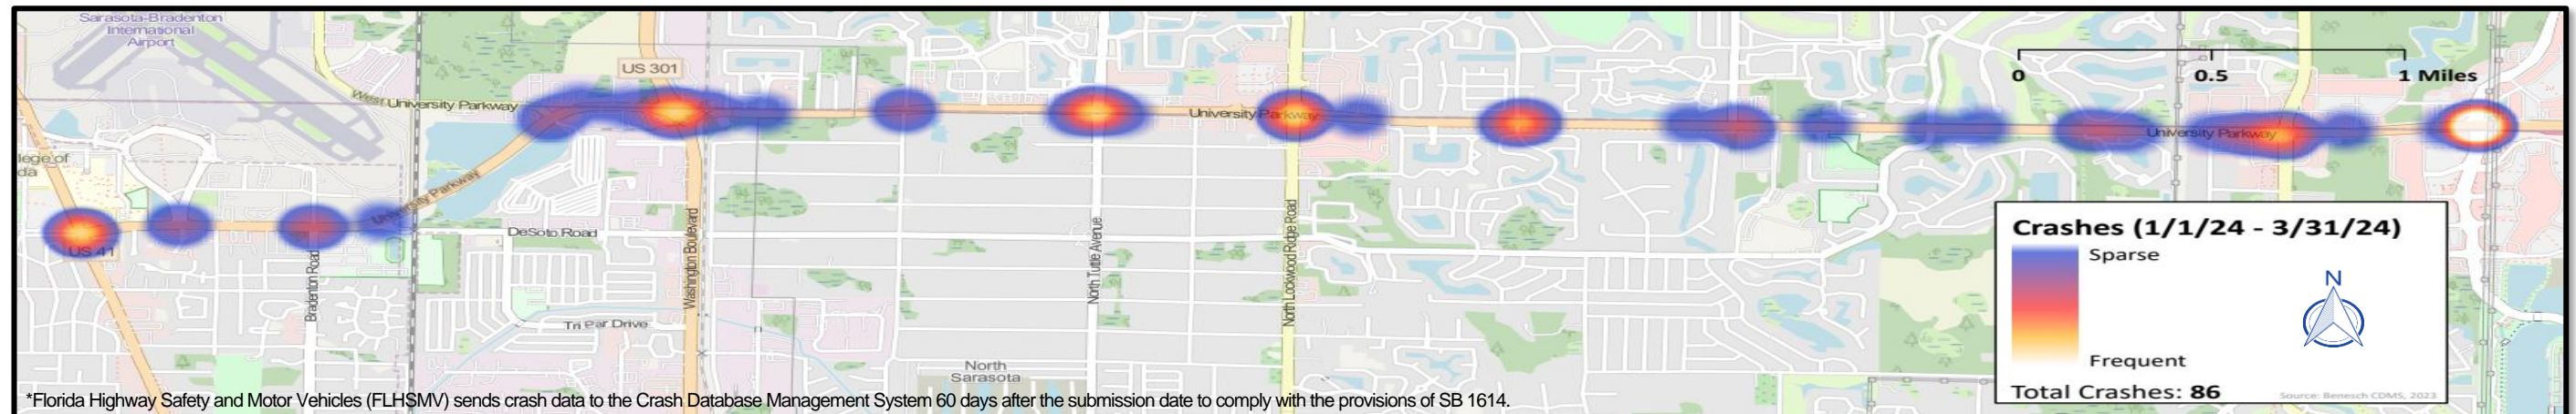 Sarasota-Bradenton
International
Airport
US 301
West University Parkway
University Parkway
lege of
da
US 41
University Parkway
Bradenton Road
DeSoto Road
Washington Boulevard
North Tuttle Avenue
North Lockwood Ridge Road
Tri Par Drive
North
Sarasota
University Parkway
0 0.5 1 Miles
Crashes (1/1/24 - 3/31/24)
Sparse
N
Frequent
Total Crashes: 86
Source: Benesch CDMS, 2023
*Florida Highway Safety and Motor Vehicles (FLHSMV) sends crash data to the Crash Database Management System 60 days after the submission date to comply with the provisions of SB 1614.